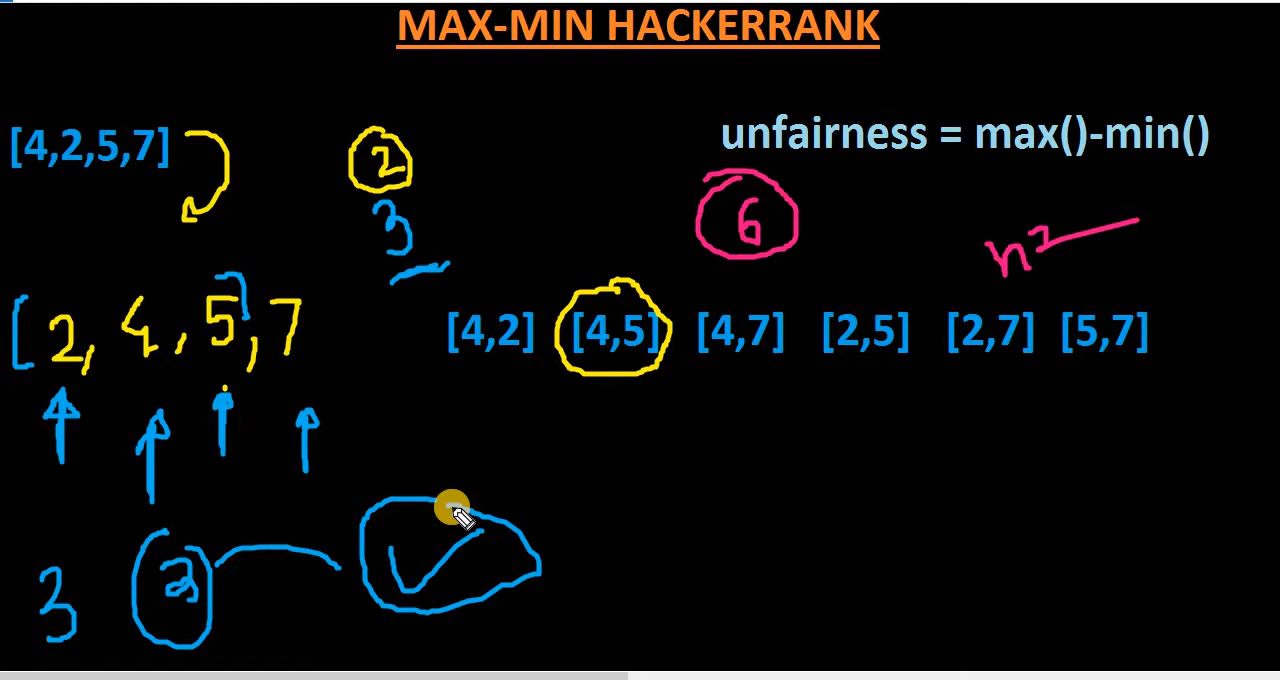 MAX-MIN HACKERRANK
[4,2,5,7]
2
unfairness = max()-min()
3
6
n²
[2, 4, 5, 7
[4,2] [4,5] [4,7] [2,5] [2,7] [5,7]
3